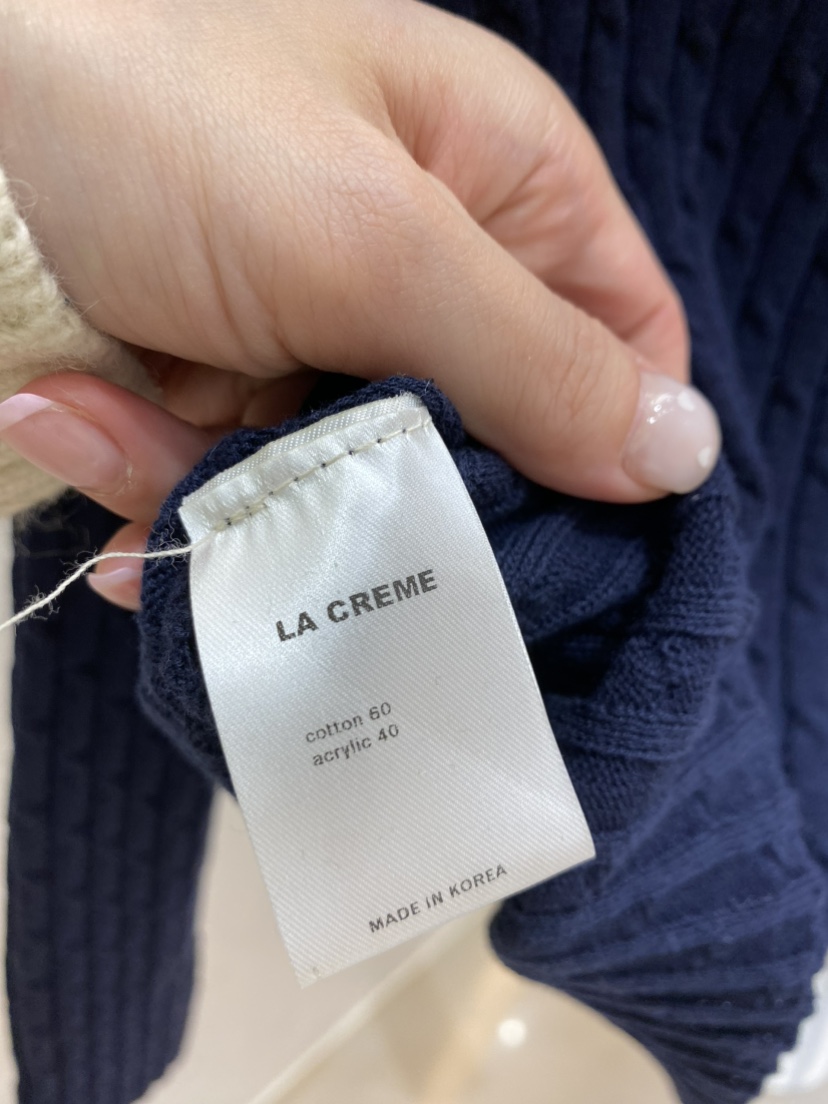 LA CREME
cotton 60
acrylic 40
MADE IN KOREA